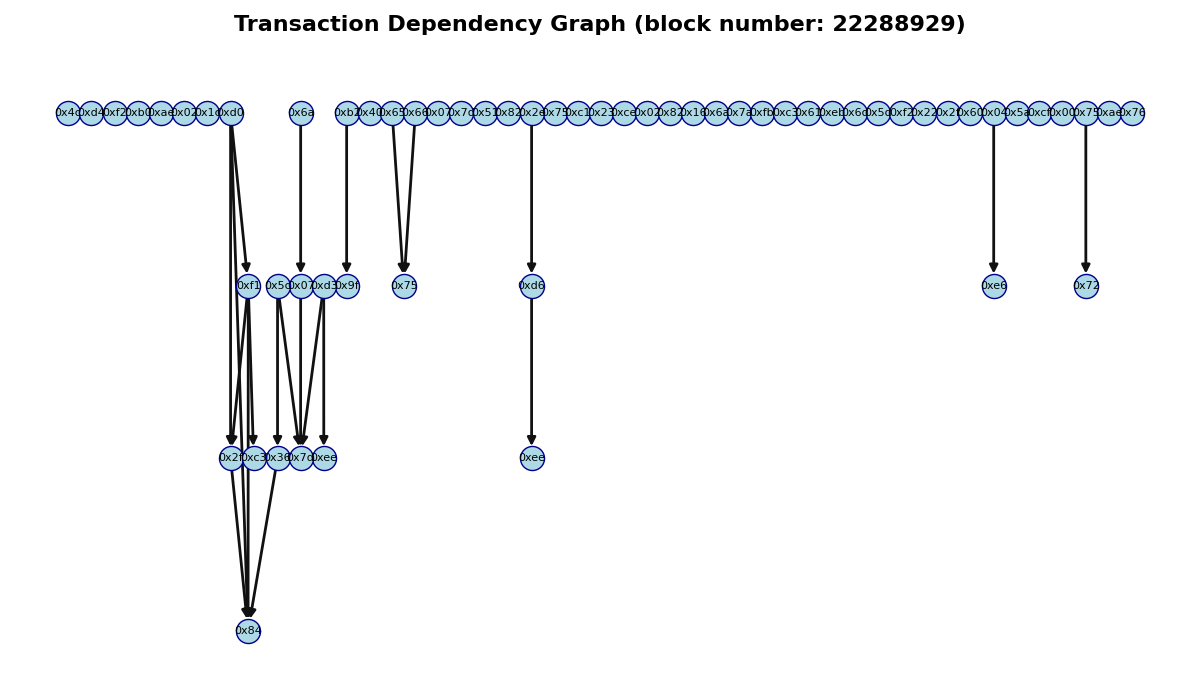 Transaction Dependency Graph (block number: 22288929)
0x4c 0xd4 0xf2 0xb0 0xae 0x02 0x1c 0xd0 0x6a 0xb2 0x40 0x65 0x66 0x07 0x7c 0x51 0x82 0x2e 0x75 0xc1 0x23 0xce 0x02 0x82 0x16 0x6a 0x7a 0xfb 0xc3 0x61 0xeb 0x6c 0x5c 0xf2 0x22 0x2f 0x60 0x04 0x5a 0xcf 0x00 0x75 0xae 0x76
0xf1 0x5c 0x07 0xd3 0x9f 0x75 0xd6 0xe6 0x72
0x2f 0xc3 0x36 0x7c 0xee 0xee
0x84